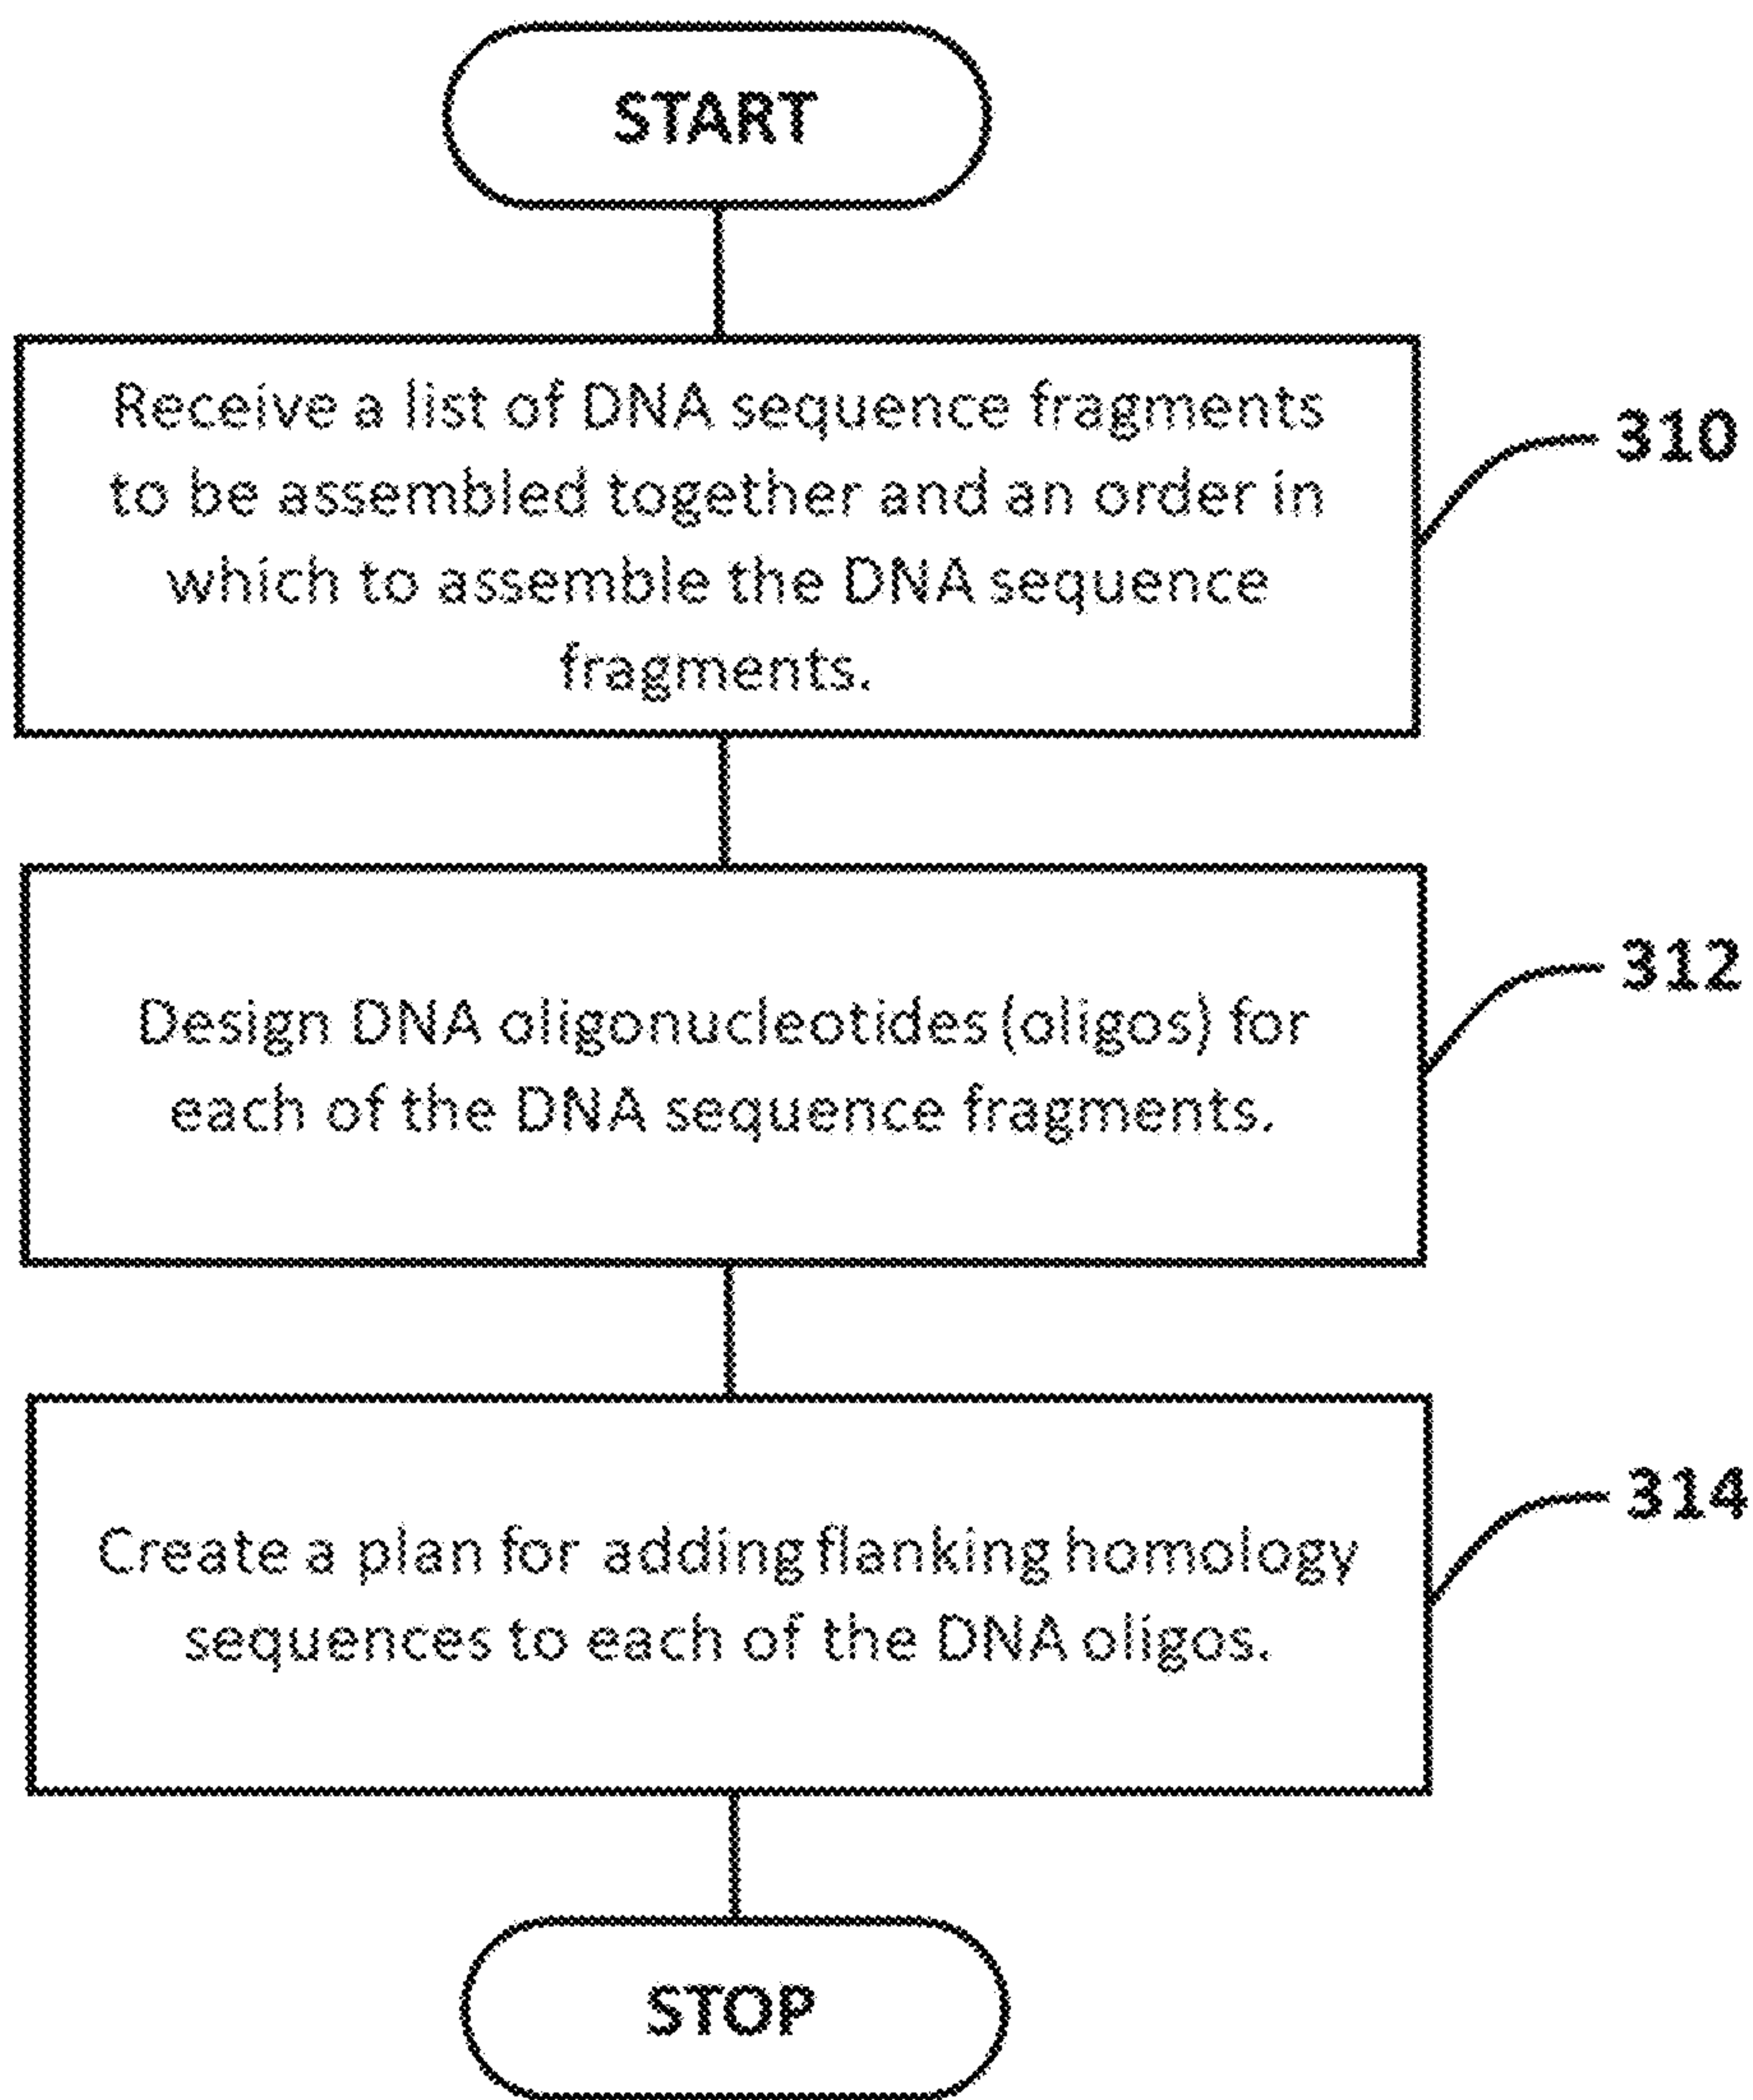 START
Receive a list of DNA sequence fragments
to be assembled together and an order in
which to assemble the DNA sequence
fragments.
310
Design DNA oligonucleotides (oligos) for
each of the DNA sequence fragments.
312
Create a plan for adding flanking homology
sequences to each of the DNA oligos.
314
STOP